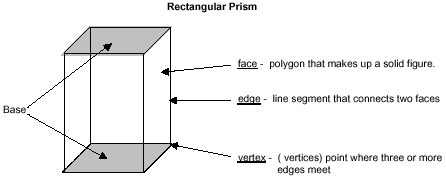 Rectangular Prism
face - polygon that makes up a solid figure.
edge - line segment that connects two faces
Base
vertex - ( vertices) point where three or more
edges meet